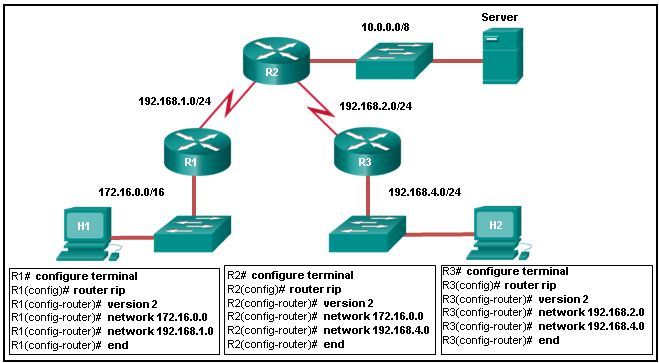 Server
10.0.0.0/8
R2
192.168.1.0/24
192.168.2.0/24
R1
R3
172.16.0.0/16
192.168.4.0/24
H1
H2
R1# configure terminal
R1(config)# router rip
R1(config-router)# version 2
R1(config-router)# network 172.16.0.0
R1(config-router)# network 192.168.1.0
R1(config-router)# end
R2# configure terminal
R2(config)# router rip
R2(config-router)# version 2
R2(config-router)# network 172.16.0.0
R2(config-router)# network 192.168.4.0
R2(config-router)# end
R3# configure terminal
R3(config)# router rip
R3(config-router)# version 2
R3(config-router)# network 192.168.2.0
R3(config-router)# network 192.168.4.0
R3(config-router)# end